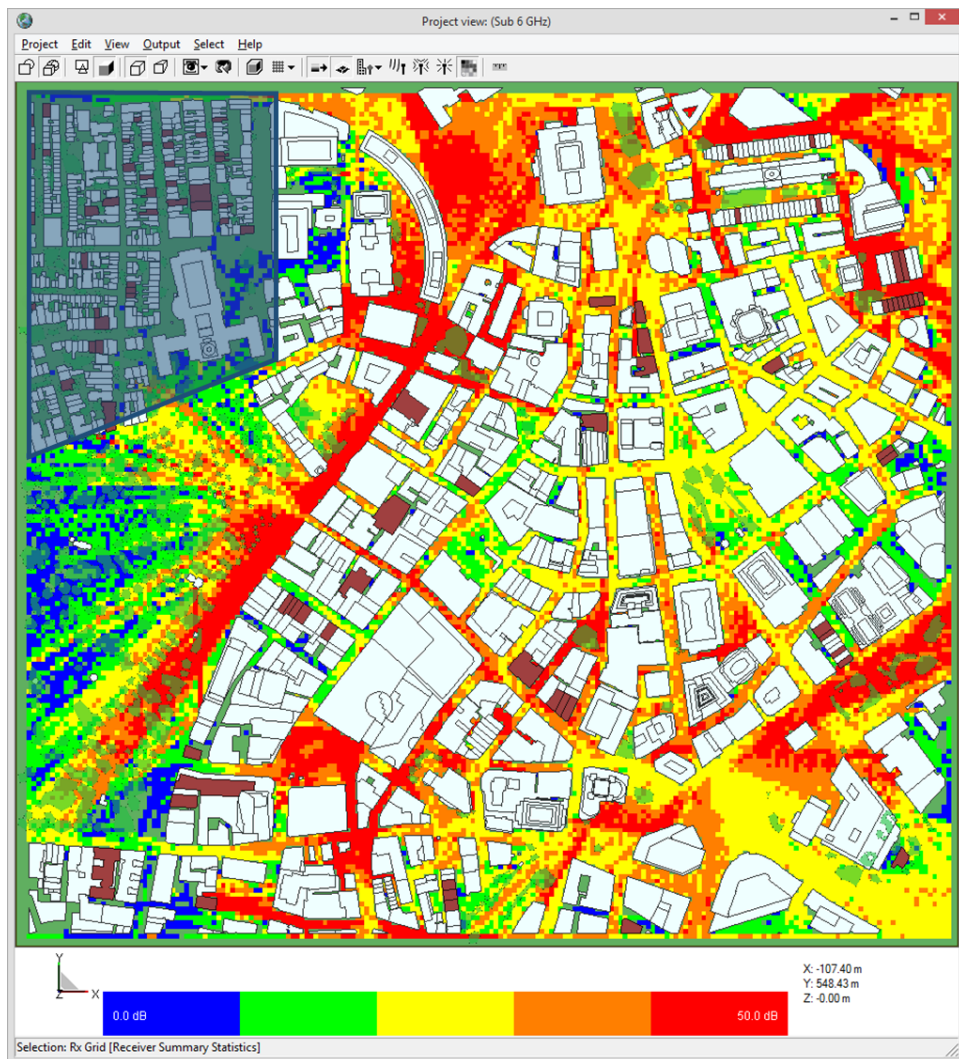 Project view: (Sub 6 GHz)
Project Edit View Output Select Help
Y
Z X
0.0 dB 50.0 dB
X: -107.40 m
Y: 548.43 m
Z: -0.00 m
Selection: Rx Grid [Receiver Summary Statistics]